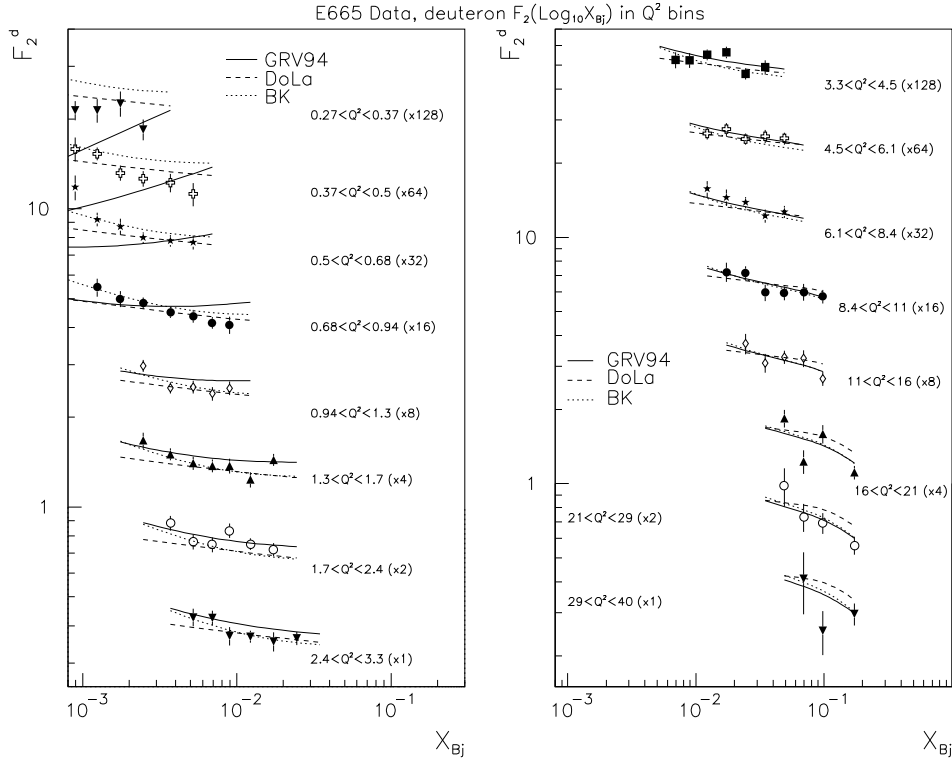 E665 Data, deuteron F₂(Log₁₀X_Bj) in Q² bins
F₂ᵈ
GRV94
DoLa
BK
0.27<Q²<0.37 (x128)
0.37<Q²<0.5 (x64)
10
0.5<Q²<0.68 (x32)
0.68<Q²<0.94 (x16)
0.94<Q²<1.3 (x8)
1.3<Q²<1.7 (x4)
1
1.7<Q²<2.4 (x2)
2.4<Q²<3.3 (x1)
10⁻³
10⁻²
10⁻¹
X_Bj
F₂ᵈ
3.3<Q²<4.5 (x128)
4.5<Q²<6.1 (x64)
6.1<Q²<8.4 (x32)
10
8.4<Q²<11 (x16)
GRV94
DoLa
BK
11<Q²<16 (x8)
16<Q²<21 (x4)
1
21<Q²<29 (x2)
29<Q²<40 (x1)
10⁻³
10⁻²
10⁻¹
1
X_Bj